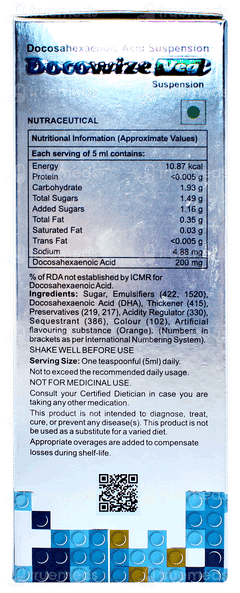 Docosahexaenoic Acid Suspension
Docowize Vegi
Suspension
NUTRACEUTICAL
Nutritional Information (Approximate Values)
Each serving of 5 ml contains:
Energy 10.87 kcal
Protein <0.005 g
Carbohydrate 1.93 g
Total Sugars 1.49 g
Added Sugars 1.16 g
Total Fat 0.35 g
Saturated Fat 0.03 g
Trans Fat <0.005 g
Sodium 4.88 mg
Docosahexaenoic Acid 200 mg
% of RDA not established by ICMR for
Docosahexaenoic Acid.
Ingredients: Sugar, Emulsifiers (422, 1520),
Docosahexaenoic Acid (DHA), Thickener (415),
Preservatives (219, 217), Acidity Regulator (330),
Sequestrant (386), Colour (102), Artificial
flavouring substance (Orange). (Numbers in
brackets as per International Numbering System).
SHAKE WELL BEFORE USE
Serving Size: One teaspoonful (5ml) daily.
Not to exceed the recommended daily usage.
NOT FOR MEDICINAL USE.
Consult your Certified Dietician in case you are
taking any other medication.
This product is not intended to diagnose, treat,
cure, or prevent any disease(s). This product is not
be used as a substitute for a varied diet.
Appropriate overages are added to compensate
losses during shelf-life.